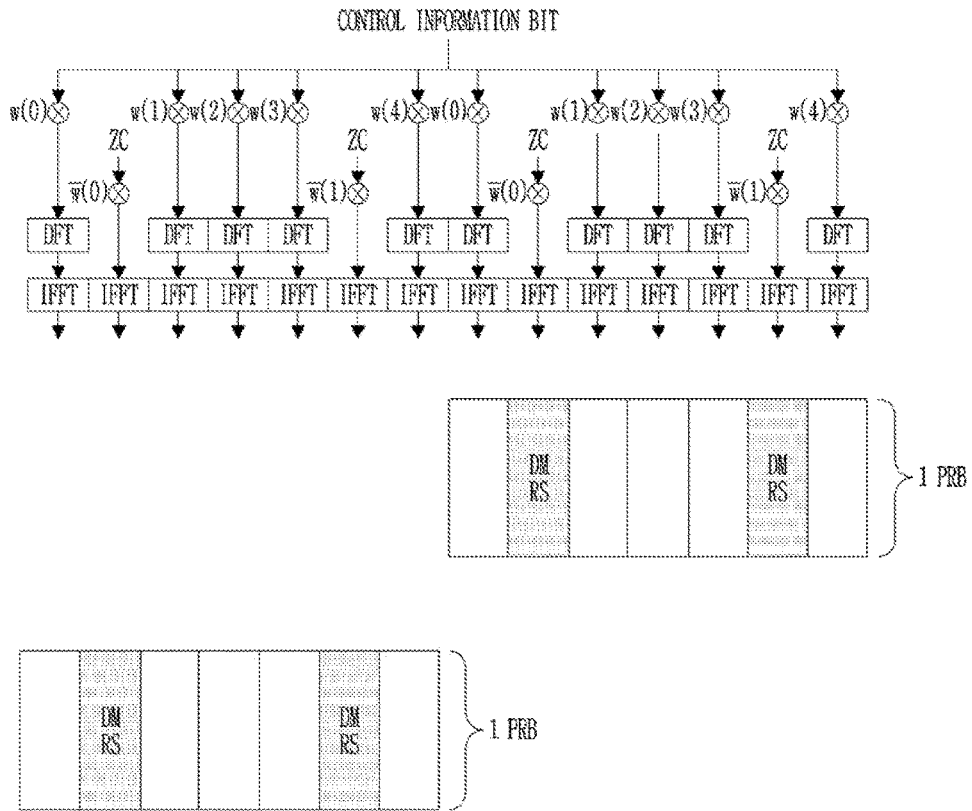 CONTROL INFORMATION BIT
w(0) w(1) w(2) w(3) w(4) w(0) w(1) w(2) w(3) w(4)
ZC ZC ZC ZC
w̅(0) w̅(1) w̅(0) w̅(1)
DFT DFT DFT DFT DFT DFT DFT DFT DFT DFT
IFFT IFFT IFFT IFFT IFFT IFFT IFFT IFFT IFFT IFFT IFFT IFFT IFFT IFFT
DM DM
RS RS
1 PRB
DM DM
RS RS
1 PRB